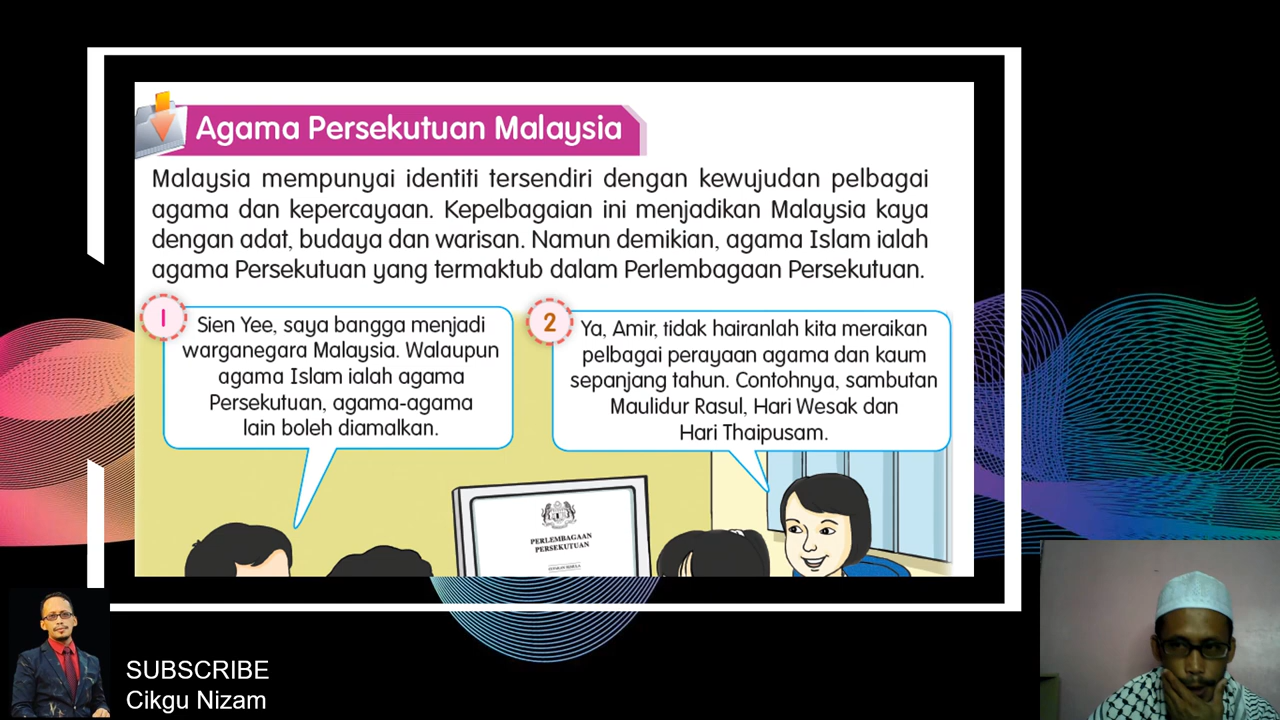 Agama Persekutuan Malaysia
Malaysia mempunyai identiti tersendiri dengan kewujudan pelbagai
agama dan kepercayaan. Kepelbagaian ini menjadikan Malaysia kaya
dengan adat, budaya dan warisan. Namun demikian, agama Islam ialah
agama Persekutuan yang termaktub dalam Perlembagaan Persekutuan.
1
Sien Yee, saya bangga menjadi
warganegara Malaysia. Walaupun
agama Islam ialah agama
Persekutuan, agama-agama
lain boleh diamalkan.
2
Ya, Amir, tidak hairanlah kita meraikan
pelbagai perayaan agama dan kaum
sepanjang tahun. Contohnya, sambutan
Maulidur Rasul, Hari Wesak dan
Hari Thaipusam.
PERLEMBAGAAN
PERSEKUTUAN
SUBSCRIBE
Cikgu Nizam